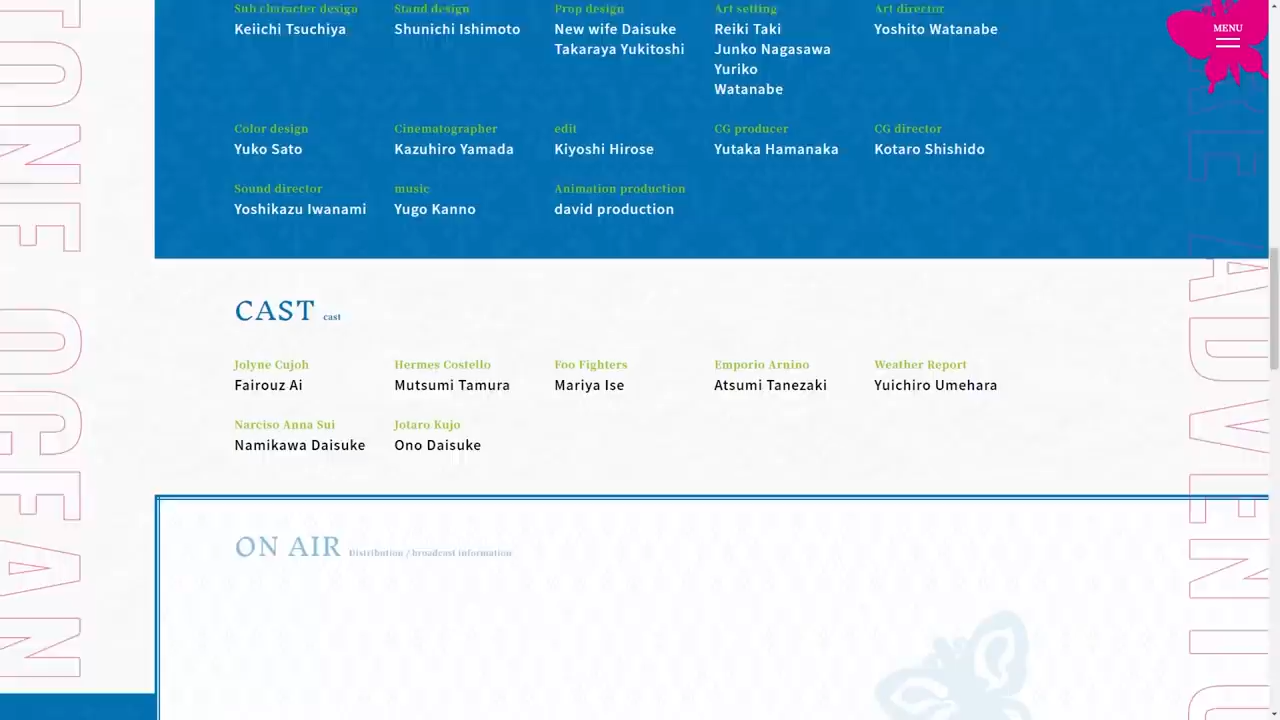 Sub character design
Stand design
Prop design
Art setting
Art director
Keiichi Tsuchiya
Shunichi Ishimoto
New wife Daisuke
Takaraya Yukitoshi
Reiki Taki
Junko Nagasawa
Yuriko
Watanabe
Yoshito Watanabe
MENU
Color design
Cinematographer
edit
CG producer
CG director
Yuko Sato
Kazuhiro Yamada
Kiyoshi Hirose
Yutaka Hamanaka
Kotaro Shishido
Sound director
music
Animation production
Yoshikazu Iwanami
Yugo Kanno
david production
CAST cast
Jolyne Cujoh
Hermes Costello
Foo Fighters
Emporio Arnino
Weather Report
Fairouz Ai
Mutsumi Tamura
Mariya Ise
Atsumi Tanezaki
Yuichiro Umehara
Narciso Anna Sui
Jotaro Kujo
Namikawa Daisuke
Ono Daisuke
ON AIR Distribution / broadcast information
TONE OCEAN